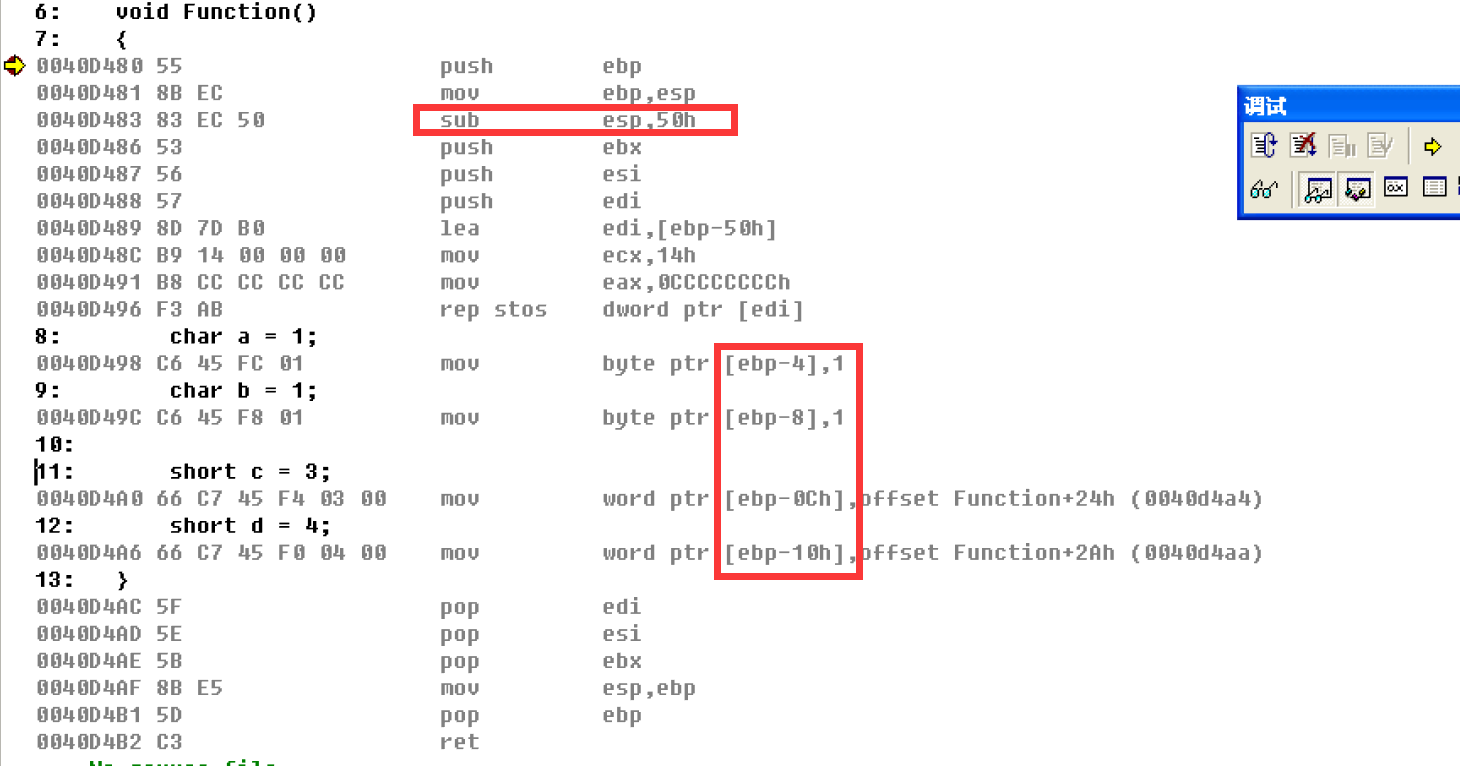 6: void Function()
7: {
0040D480 55 push ebp
0040D481 8B EC mov ebp,esp
0040D483 83 EC 50 sub esp,50h
0040D486 53 push ebx
0040D487 56 push esi
0040D488 57 push edi
0040D489 8D 7D B0 lea edi,[ebp-50h]
0040D48C B9 14 00 00 00 mov ecx,14h
0040D491 B8 CC CC CC CC mov eax,0CCCCCCCCh
0040D496 F3 AB rep stos dword ptr [edi]
8: char a = 1;
0040D498 C6 45 FC 01 mov byte ptr [ebp-4],1
9: char b = 1;
0040D49C C6 45 F8 01 mov byte ptr [ebp-8],1
10:
11: short c = 3;
0040D4A0 66 C7 45 F4 03 00 mov word ptr [ebp-0Ch],offset Function+24h (0040d4a4)
12: short d = 4;
0040D4A6 66 C7 45 F0 04 00 mov word ptr [ebp-10h],offset Function+2Ah (0040d4aa)
13: }
0040D4AC 5F pop edi
0040D4AD 5E pop esi
0040D4AE 5B pop ebx
0040D4AF 8B E5 mov esp,ebp
0040D4B1 5D pop ebp
0040D4B2 C3 ret
调试